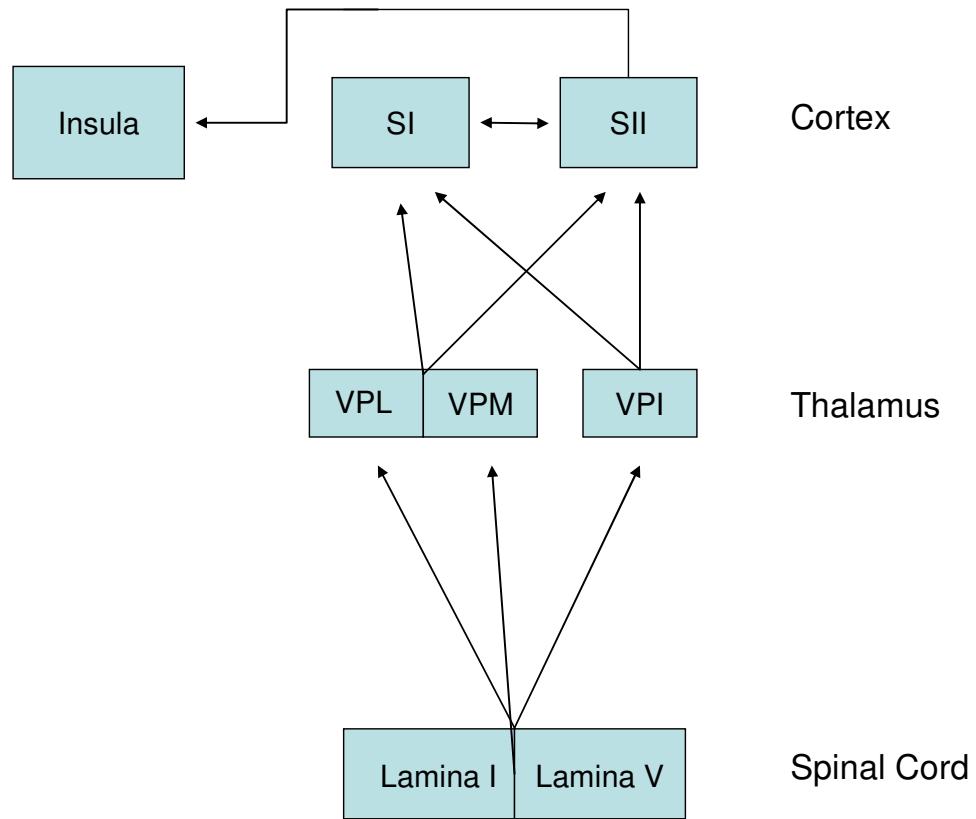 Insula
SI
SII
Cortex
VPL
VPM
VPI
Thalamus
Lamina I
Lamina V
Spinal Cord